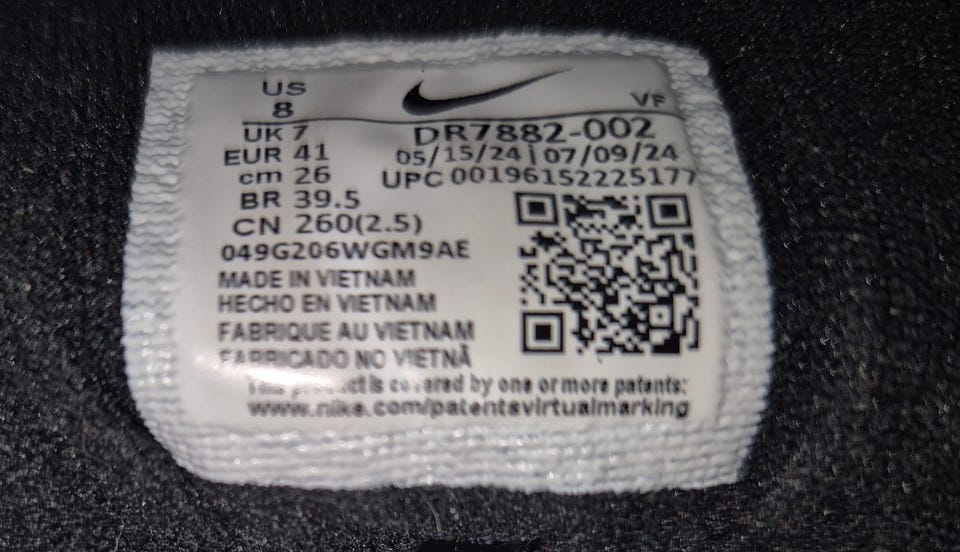 US
8
VF
UK 7
DR7882-002
EUR 41
05/15/24 | 07/09/24
cm 26
UPC 00196152225177
BR 39.5
CN 260(2.5)
049G206WGM9AE
MADE IN VIETNAM
HECHO EN VIETNAM
FABRIQUE AU VIETNAM
FABRICADO NO VIETNÃ
This product is covered by one or more patents:
www.nike.com/patentsvirtualmarking